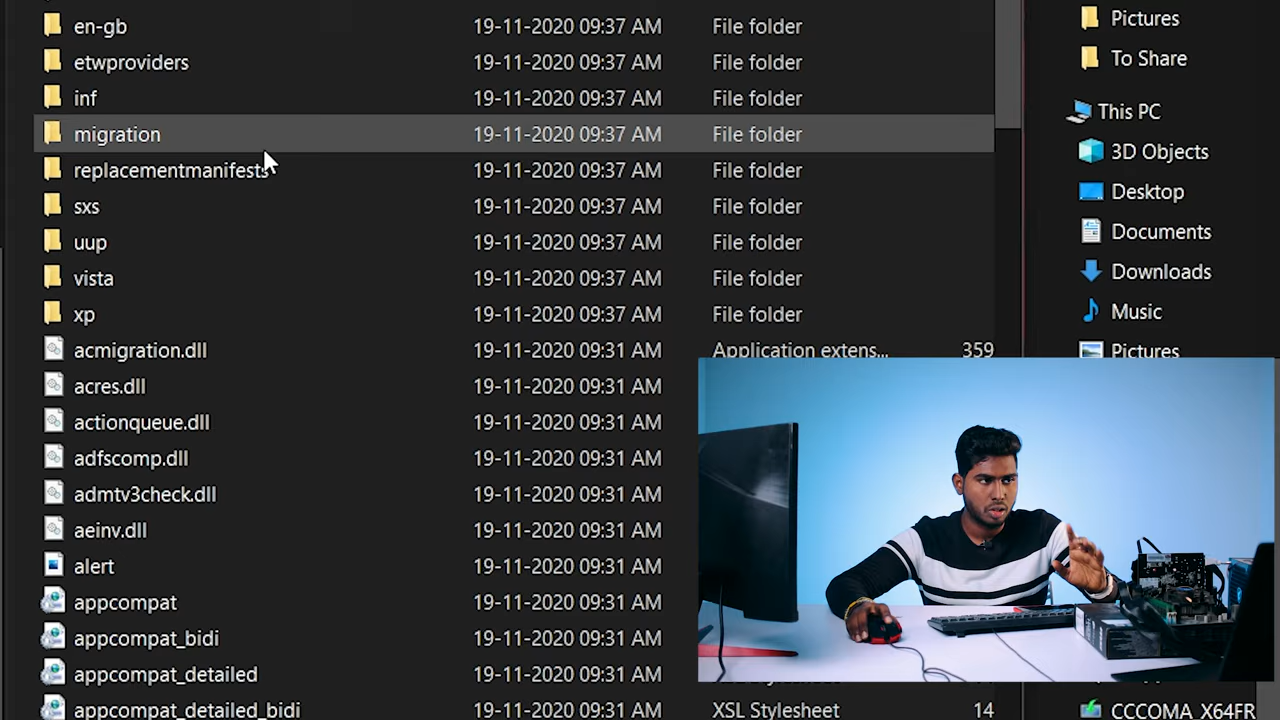 en-gb 19-11-2020 09:37 AM File folder
etwproviders 19-11-2020 09:37 AM File folder
inf 19-11-2020 09:37 AM File folder
migration 19-11-2020 09:37 AM File folder
replacementmanifests 19-11-2020 09:37 AM File folder
sxs 19-11-2020 09:37 AM File folder
uup 19-11-2020 09:37 AM File folder
vista 19-11-2020 09:37 AM File folder
xp 19-11-2020 09:37 AM File folder
acmigration.dll 19-11-2020 09:31 AM Application extens... 359
acres.dll 19-11-2020 09:31 AM
actionqueue.dll 19-11-2020 09:31 AM
adfscomp.dll 19-11-2020 09:31 AM
admtv3check.dll 19-11-2020 09:31 AM
aeinv.dll 19-11-2020 09:31 AM
alert 19-11-2020 09:31 AM
appcompat 19-11-2020 09:31 AM
appcompat_bidi 19-11-2020 09:31 AM
appcompat_detailed 19-11-2020 09:31 AM
appcompat_detailed_bidi 19-11-2020 09:31 AM XSL Stylesheet 14
Pictures
To Share
This PC
3D Objects
Desktop
Documents
Downloads
Music
Pictures
CCCOMA_X64FR